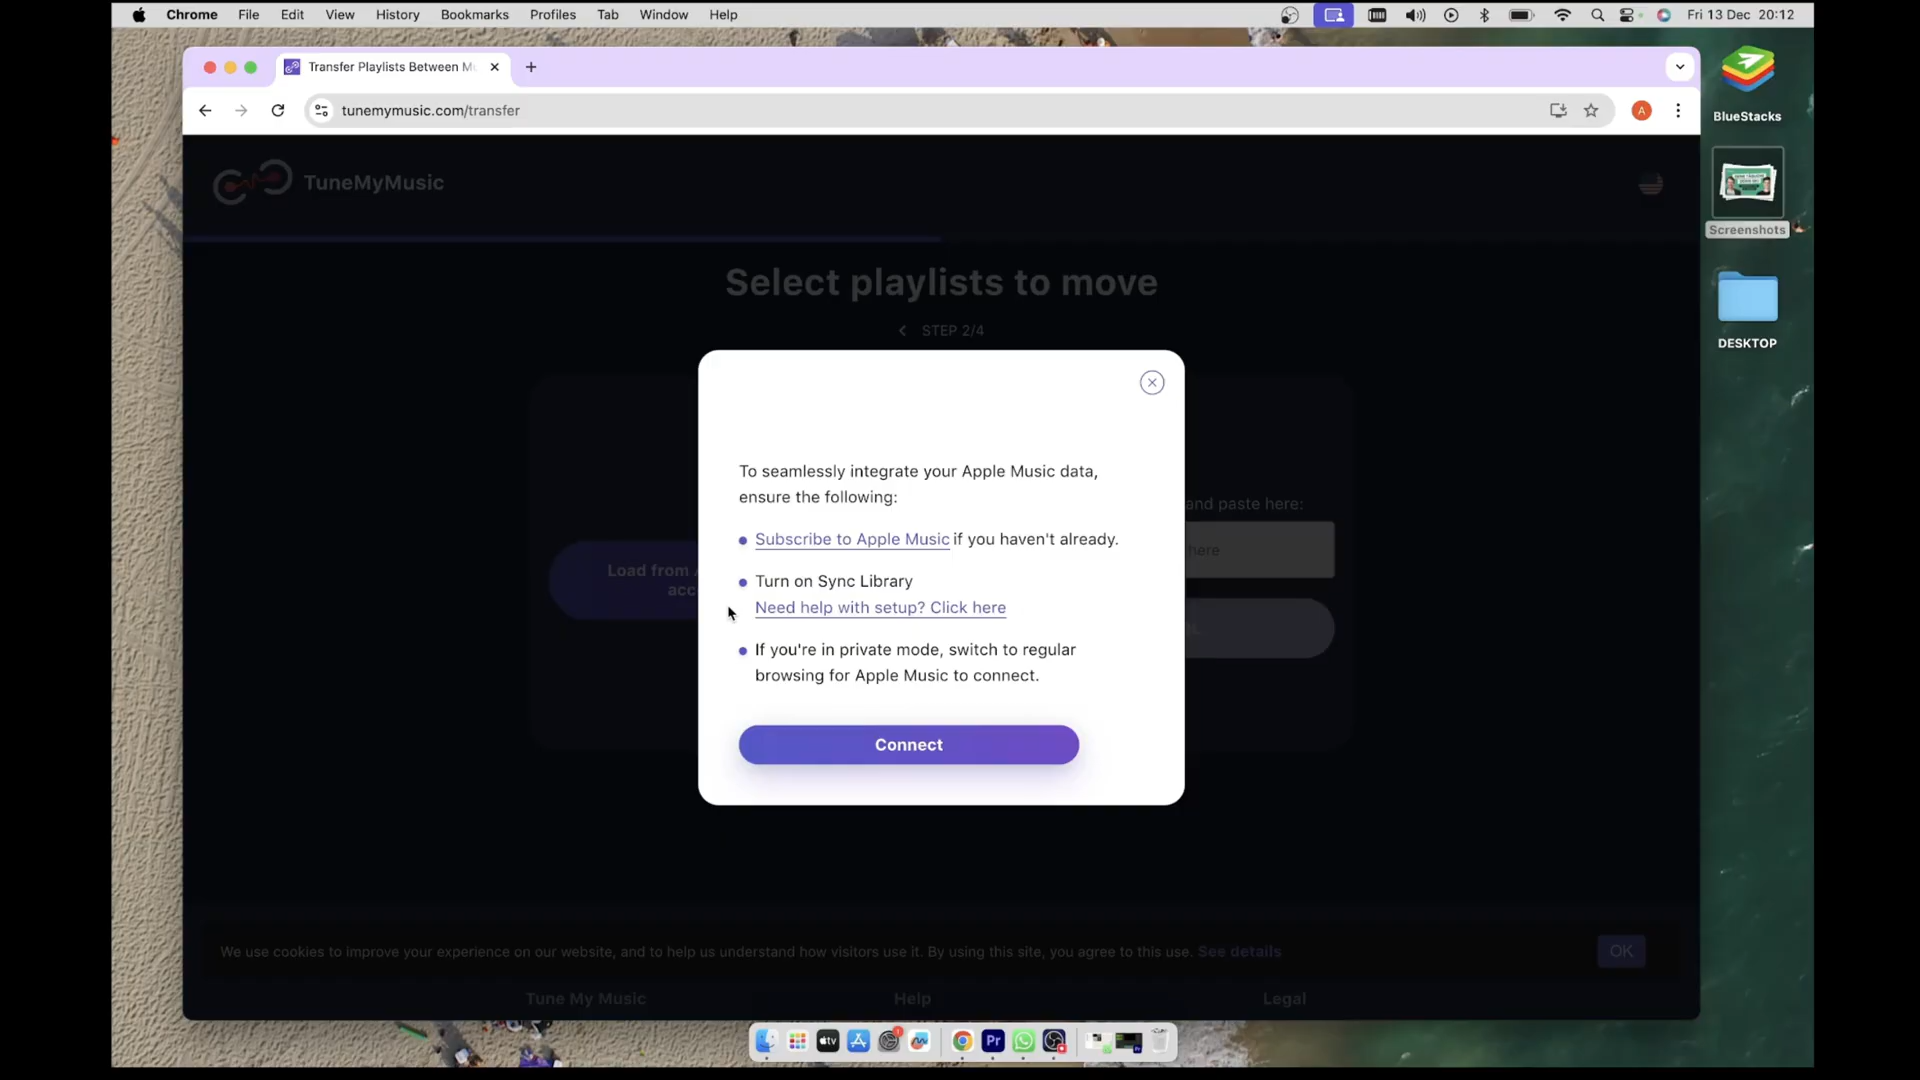 Chrome File Edit View History Bookmarks Profiles Tab Window Help Fri 13 Dec 20:12
Transfer Playlists Between M
tunemymusic.com/transfer
A
BlueStacks
TuneMyMusic
Screenshots
Select playlists to move
STEP 2/4
DESKTOP
To seamlessly integrate your Apple Music data,
ensure the following:
and paste here:
Subscribe to Apple Music if you haven't already.
here
Load from
acc
Turn on Sync Library
Need help with setup? Click here
If you're in private mode, switch to regular
browsing for Apple Music to connect.
Connect
We use cookies to improve your experience on our website, and to help us understand how visitors use it. By using this site, you agree to this use. See details
OK
Tune My Music Help Legal
tv
Pr